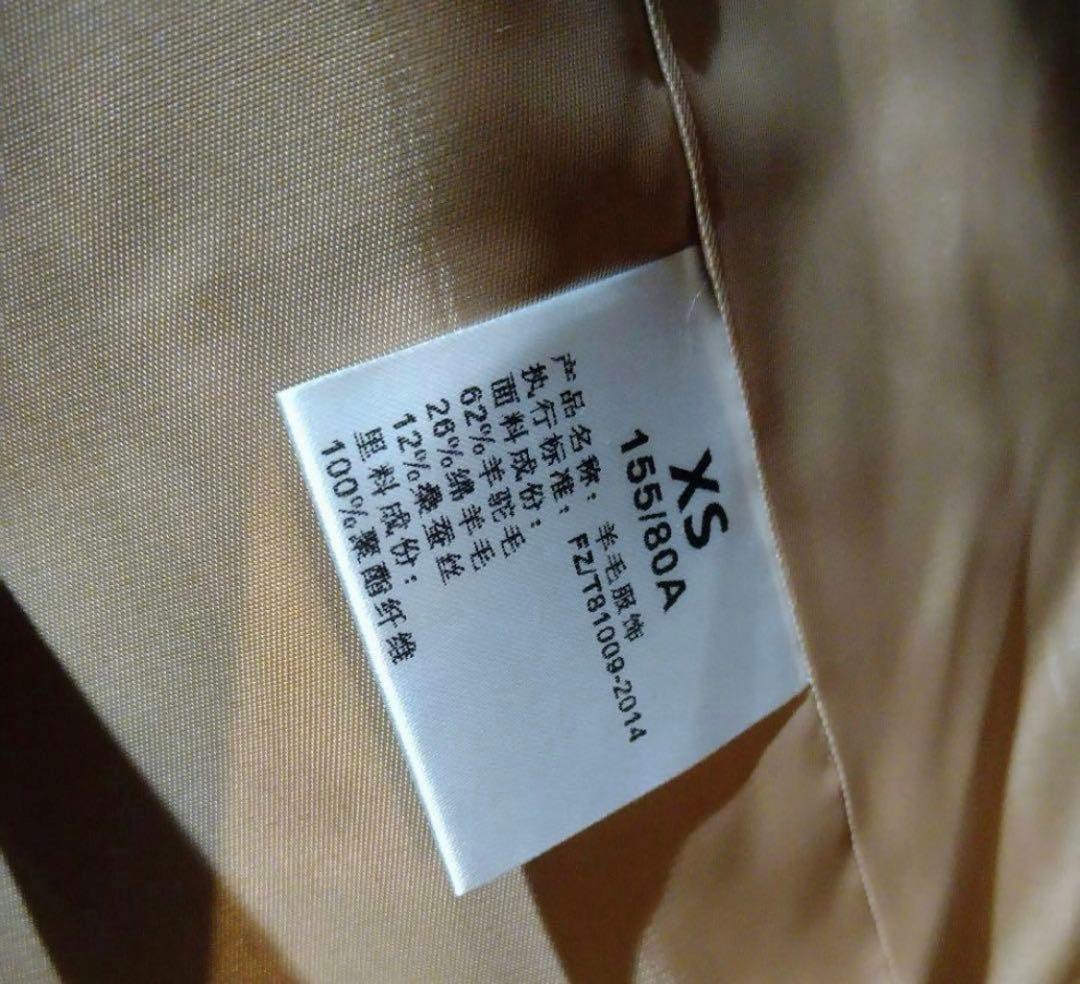 XS
155/80A
产品名称：羊毛服饰
执行标准：FZ/T81009-2014
面料成份：
62%羊驼毛
26%绵羊毛
12%桑蚕丝
里料成份：
100%聚酯纤维